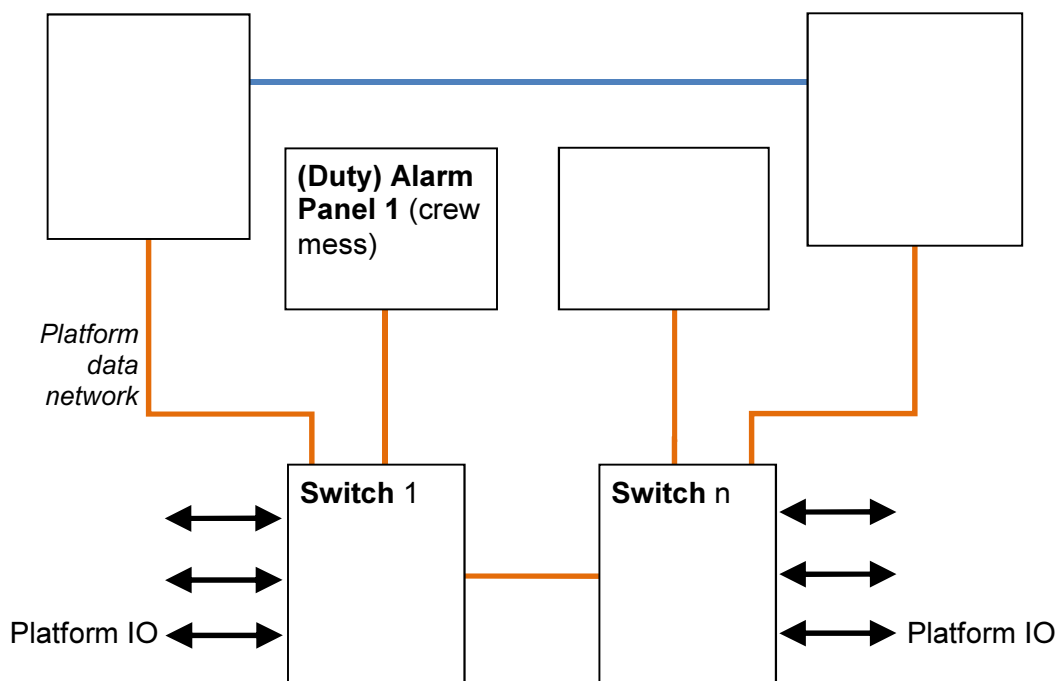 (Duty) Alarm
Panel 1 (crew
mess)
Platform
data
network
Switch 1
Switch n
Platform IO
Platform IO